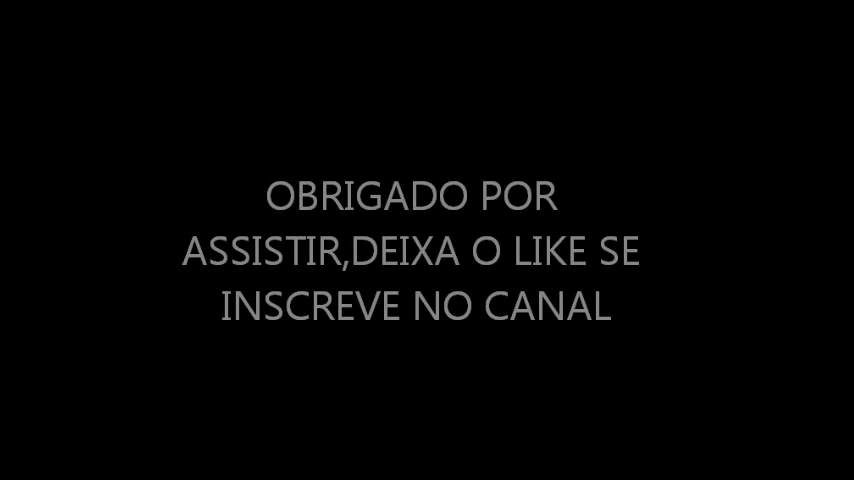 OBRIGADO POR
ASSISTIR,DEIXA O LIKE SE
INSCREVE NO CANAL